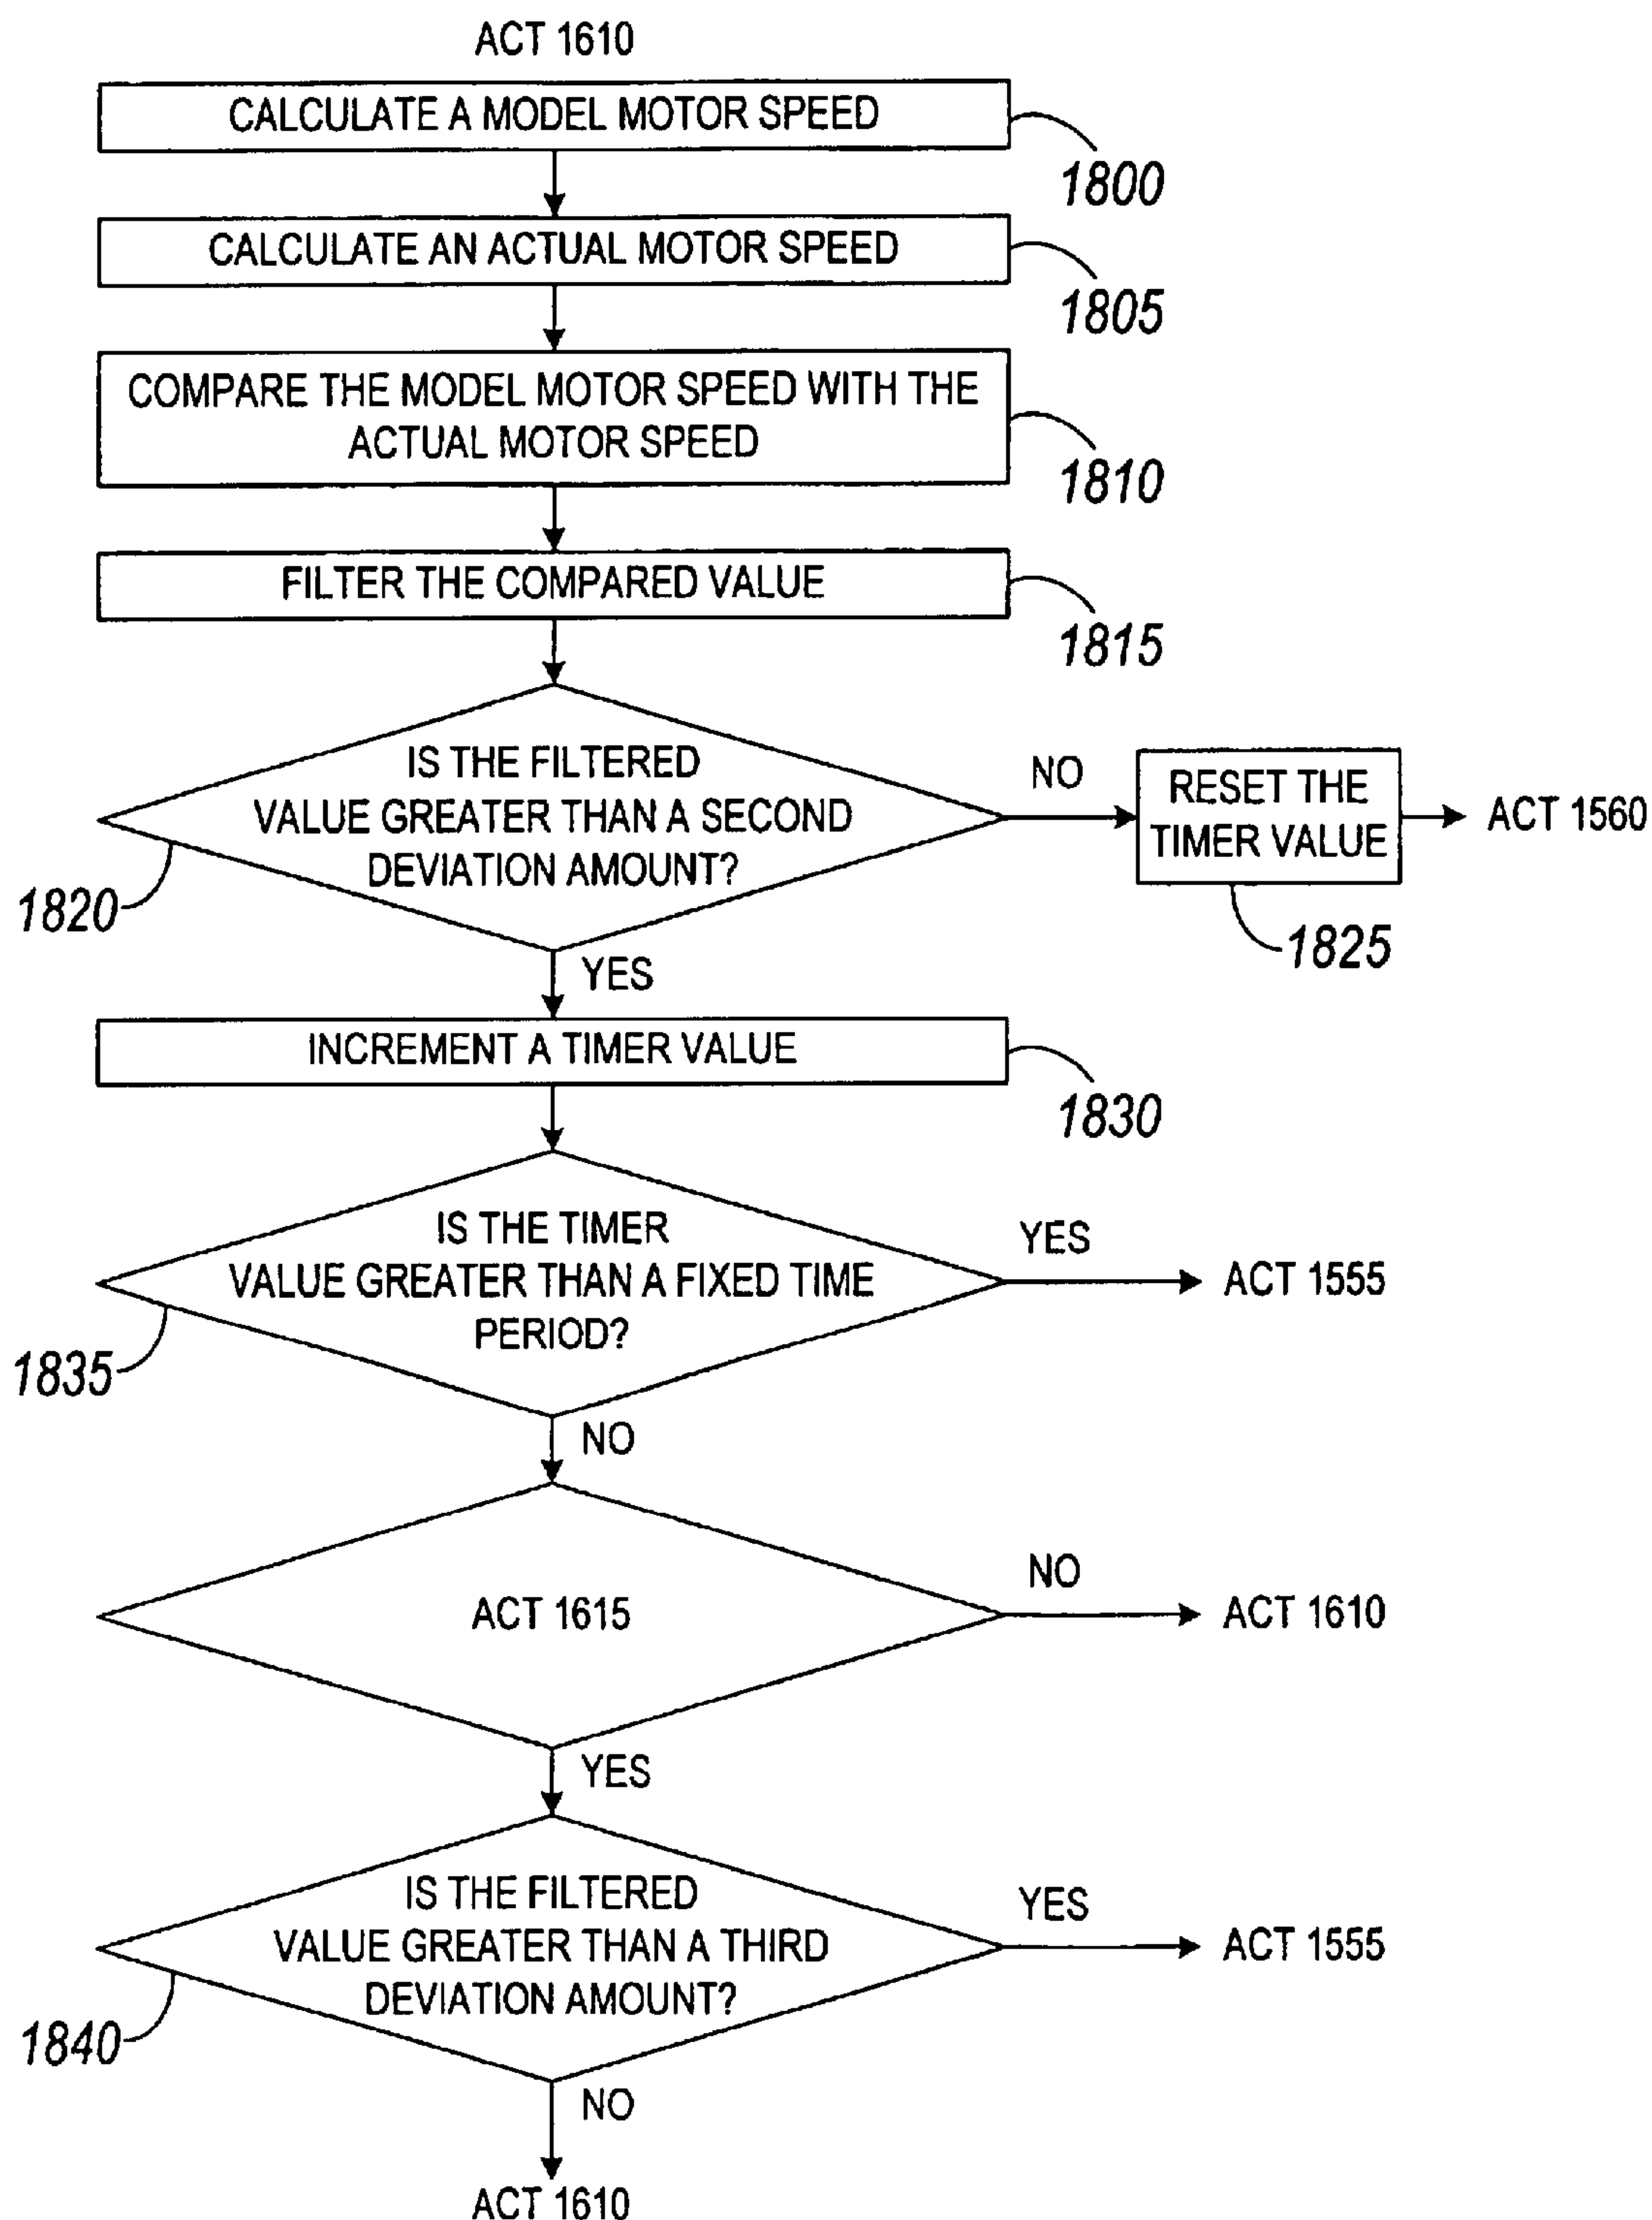 ACT 1610
CALCULATE A MODEL MOTOR SPEED
1800
CALCULATE AN ACTUAL MOTOR SPEED
1805
COMPARE THE MODEL MOTOR SPEED WITH THE
ACTUAL MOTOR SPEED
1810
FILTER THE COMPARED VALUE
1815
IS THE FILTERED
VALUE GREATER THAN A SECOND
DEVIATION AMOUNT?
1820
NO
RESET THE
TIMER VALUE
1825
ACT 1560
YES
INCREMENT A TIMER VALUE
1830
IS THE TIMER
VALUE GREATER THAN A FIXED TIME
PERIOD?
1835
YES
ACT 1555
NO
ACT 1615
NO
ACT 1610
YES
IS THE FILTERED
VALUE GREATER THAN A THIRD
DEVIATION AMOUNT?
1840
YES
ACT 1555
NO
ACT 1610